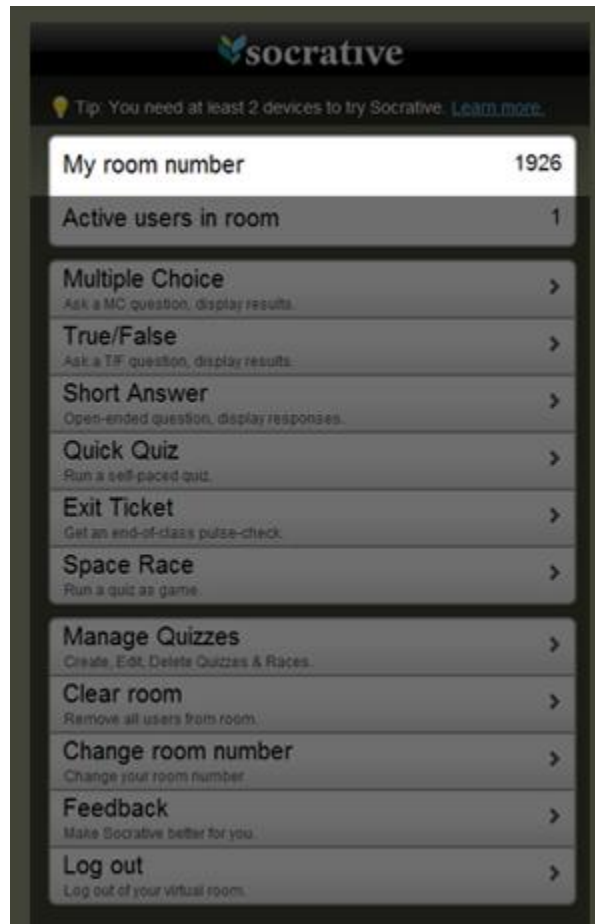 socrative
Tip: You need at least 2 devices to try Socrative. Learn more.
My room number 1926
Active users in room 1
Multiple Choice
Ask a MC question, display results.
True/False
Ask a T/F question, display results.
Short Answer
Open-ended question, display responses.
Quick Quiz
Run a self-paced quiz.
Exit Ticket
Get an end-of-class pulse-check.
Space Race
Run a quiz as game.
Manage Quizzes
Create, Edit, Delete Quizzes & Races.
Clear room
Remove all users from room.
Change room number
Change your room number
Feedback
Make Socrative better for you.
Log out
Log out of your virtual room.